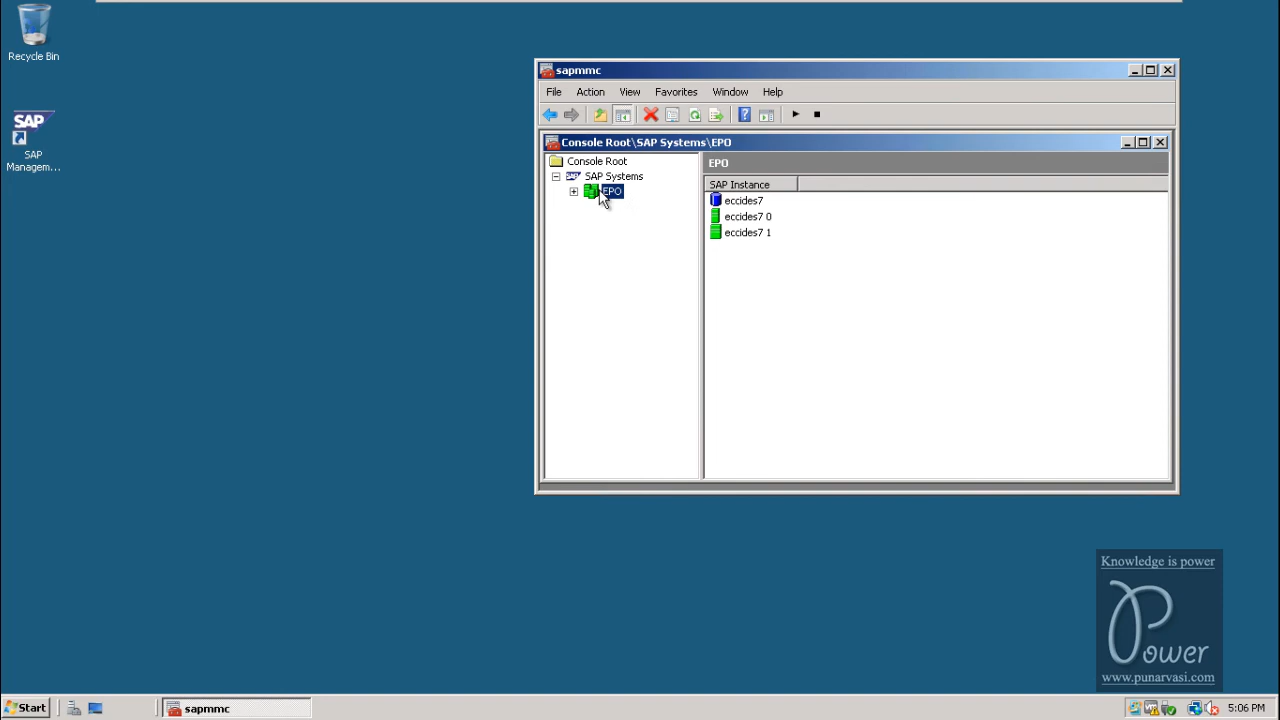 Recycle Bin
SAP
SAP
Managem...
sapmmc
File Action View Favorites Window Help
Console Root\SAP Systems\EPO
Console Root
SAP Systems
EPO
EPO
SAP Instance
eccides7
eccides7 0
eccides7 1
Knowledge is power
Power
www.punarvasi.com
Start
sapmmc
5:06 PM